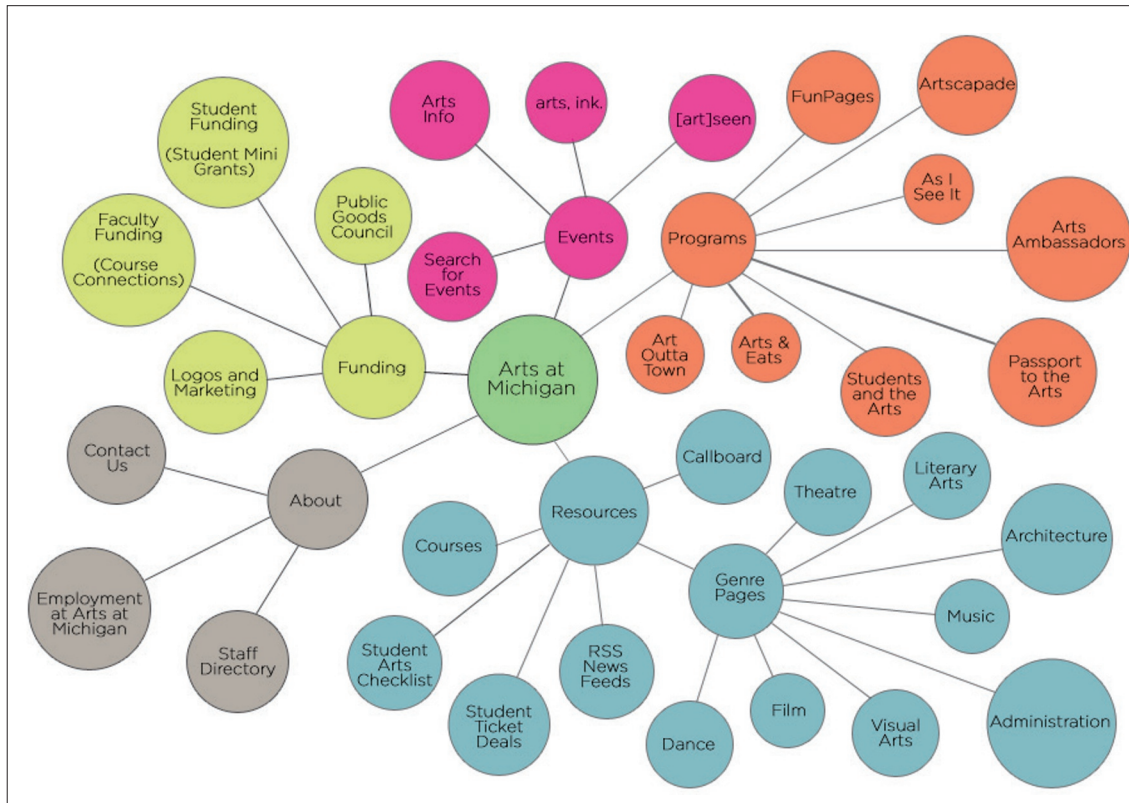 Student
Funding
(Student Mini
Grants)
Faculty
Funding
(Course
Connections)
Public
Goods
Council
Logos and
Marketing
Funding
Arts
Info
arts, ink.
[art]seen
Search
for
Events
Events
FunPages
Artscapade
As I
See It
Arts
Ambassadors
Programs
Art
Outta
Town
Arts &
Eats
Students
and the
Arts
Passport
to the
Arts
Arts at
Michigan
Contact
Us
About
Employment
at Arts at
Michigan
Staff
Directory
Resources
Callboard
Courses
Student
Arts
Checklist
Student
Ticket
Deals
RSS
News
Feeds
Genre
Pages
Theatre
Literary
Arts
Architecture
Music
Administration
Visual
Arts
Film
Dance